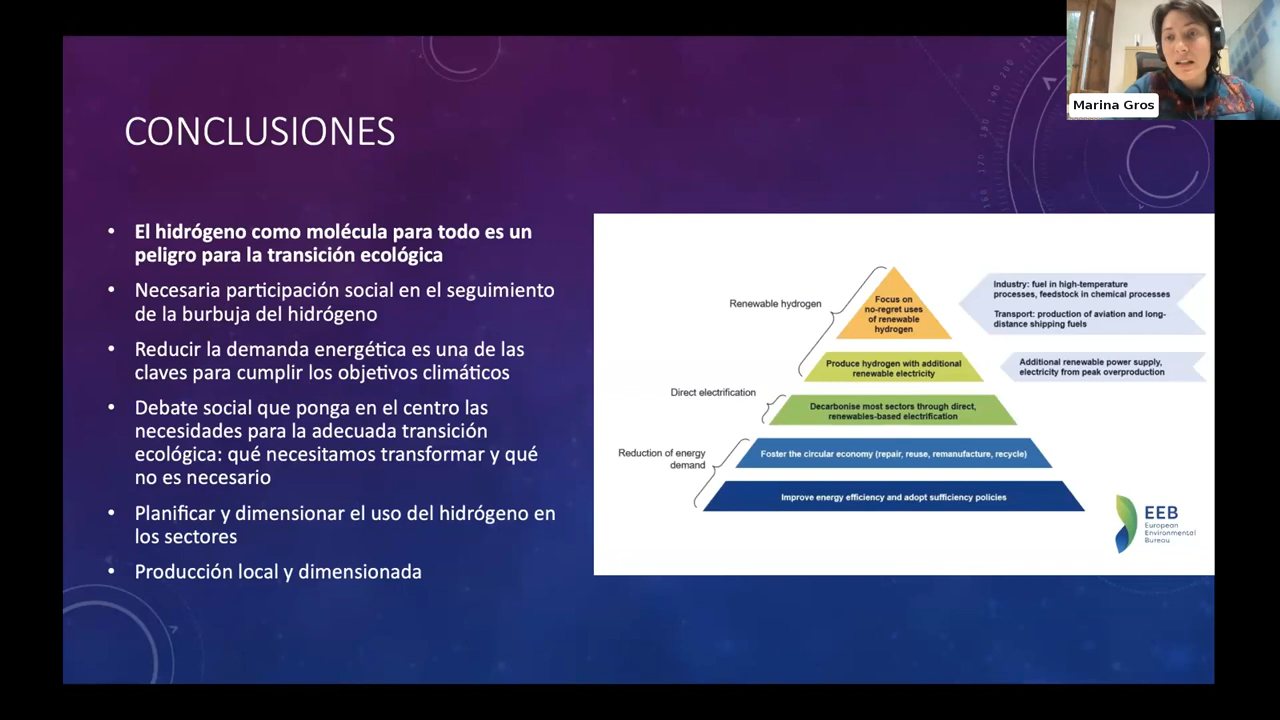 Marina Gros
CONCLUSIONES
• El hidrógeno como molécula para todo es un
peligro para la transición ecológica
• Necesaria participación social en el seguimiento
de la burbuja del hidrógeno
• Reducir la demanda energética es una de las
claves para cumplir los objetivos climáticos
• Debate social que ponga en el centro las
necesidades para la adecuada transición
ecológica: qué necesitamos transformar y qué
no es necesario
• Planificar y dimensionar el uso del hidrógeno en
los sectores
• Producción local y dimensionada
Renewable hydrogen
Focus on
no-regret uses
of renewable
hydrogen
Industry: fuel in high-temperature
processes, feedstock in chemical processes
Transport: production of aviation and long-
distance shipping fuels
Produce hydrogen with additional
renewable electricity
Additional renewable power supply,
electricity from peak overproduction
Direct electrification
Decarbonise most sectors through direct,
renewables-based electrification
Reduction of energy
demand
Foster the circular economy (repair, reuse, remanufacture, recycle)
Improve energy efficiency and adopt sufficiency policies
EEB
European
Environmental
Bureau
200
190
180
170